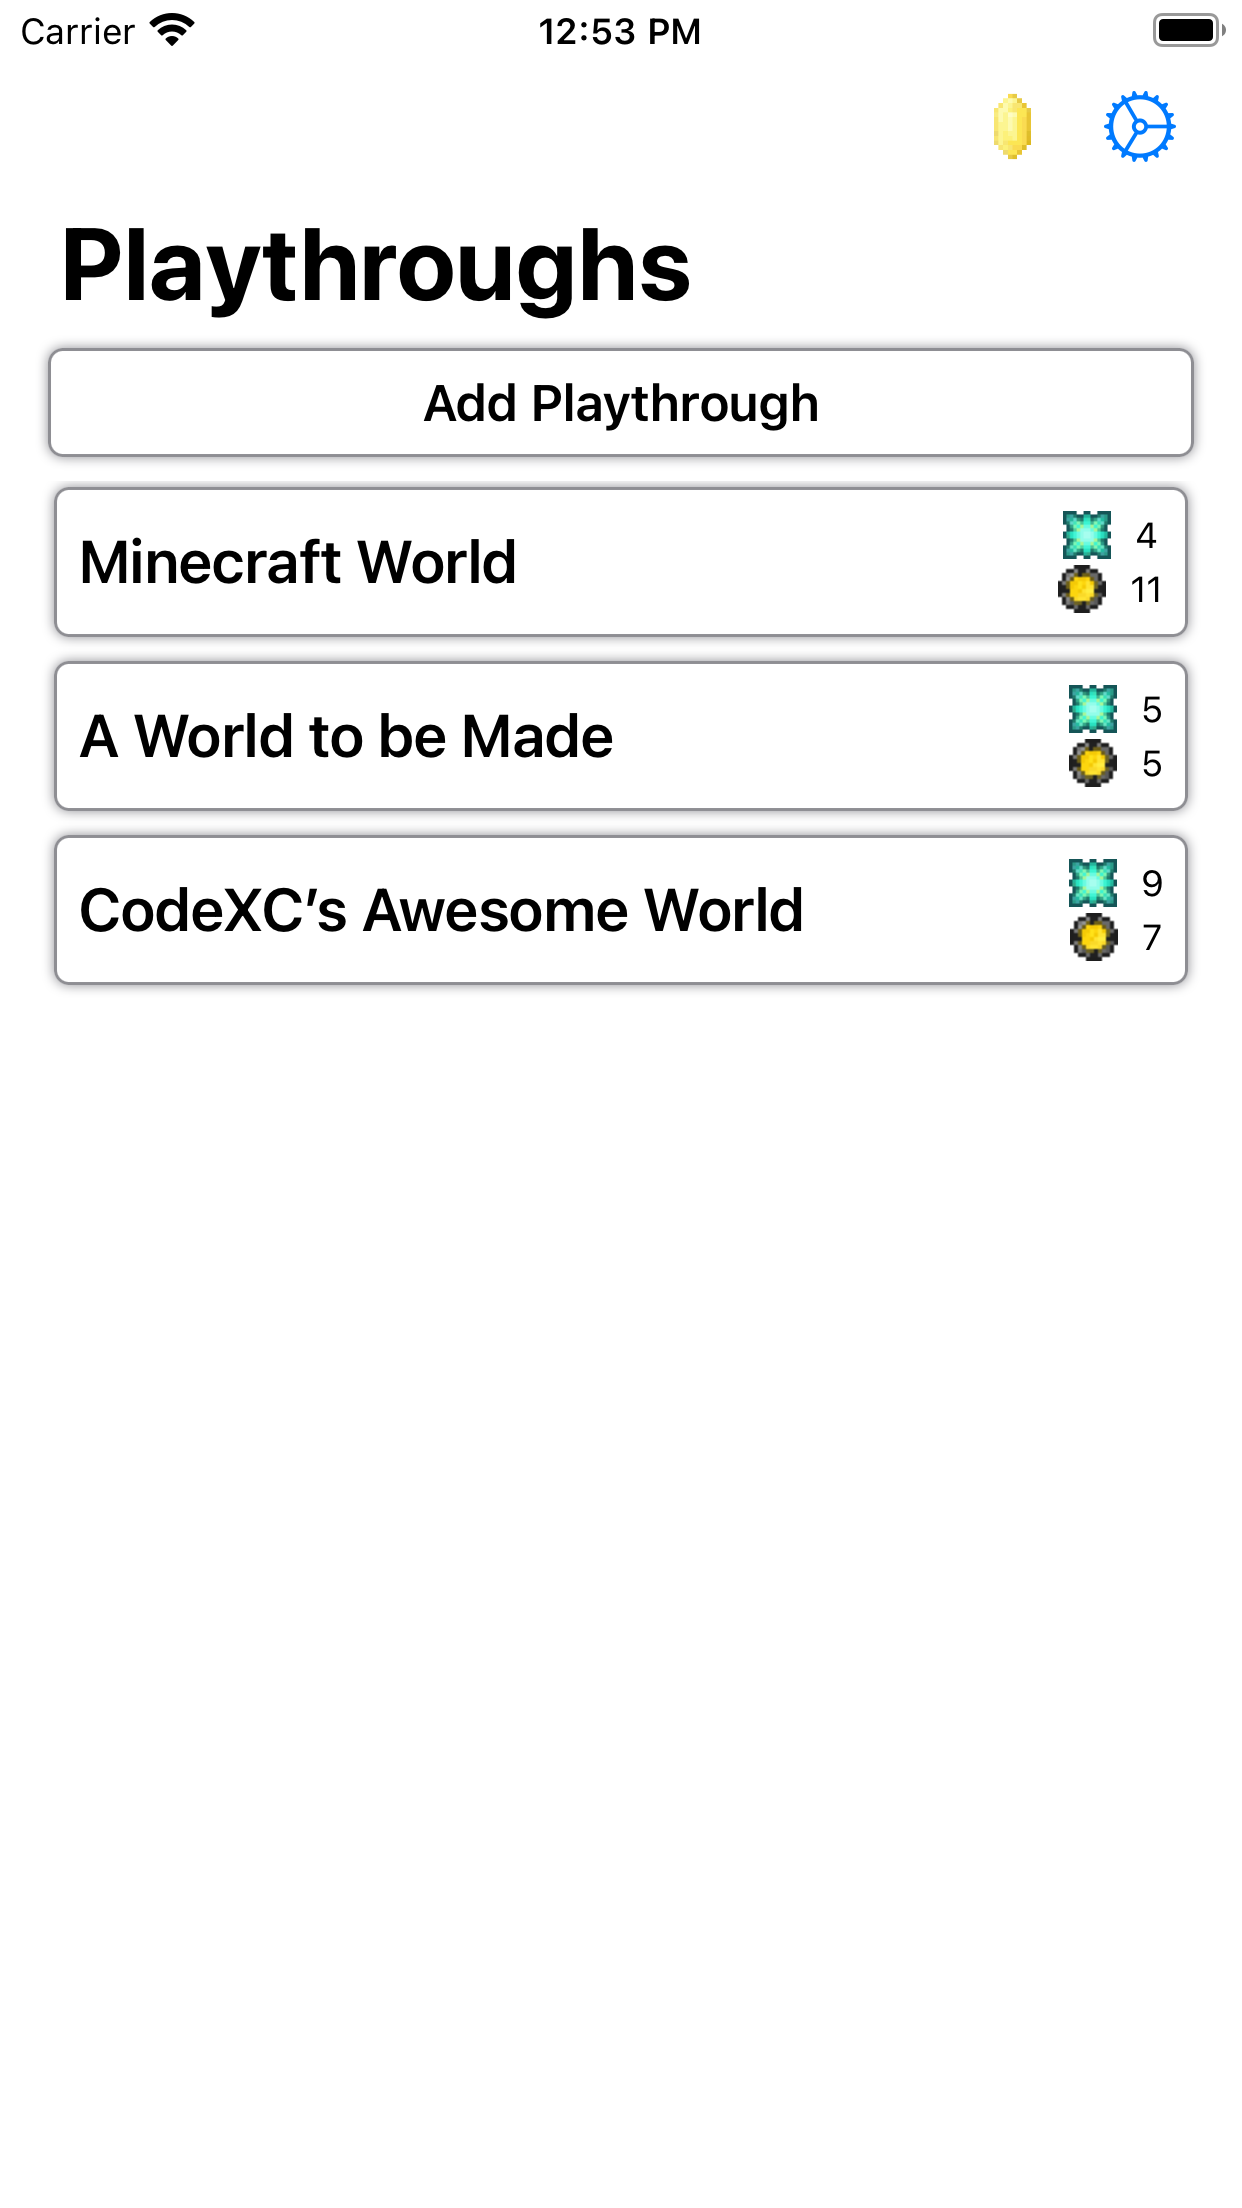 Carrier 12:53 PM
Playthroughs
Add Playthrough
Minecraft World 4
11
A World to be Made 5
5
CodeXC’s Awesome World 9
7